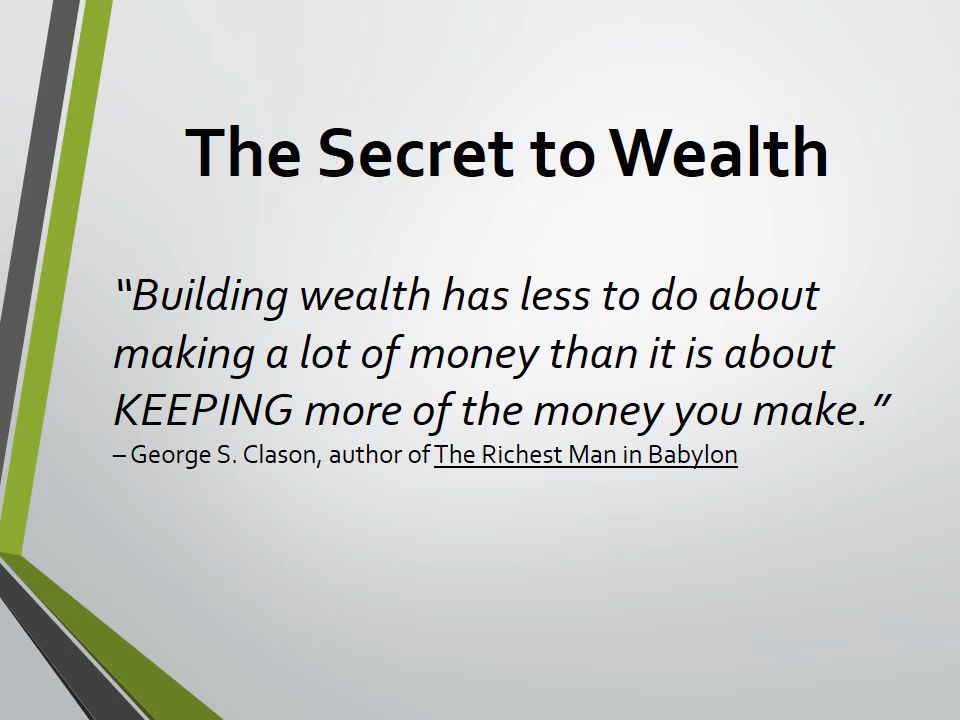 The Secret to Wealth
“Building wealth has less to do about
making a lot of money than it is about
KEEPING more of the money you make.”
– George S. Clason, author of The Richest Man in Babylon